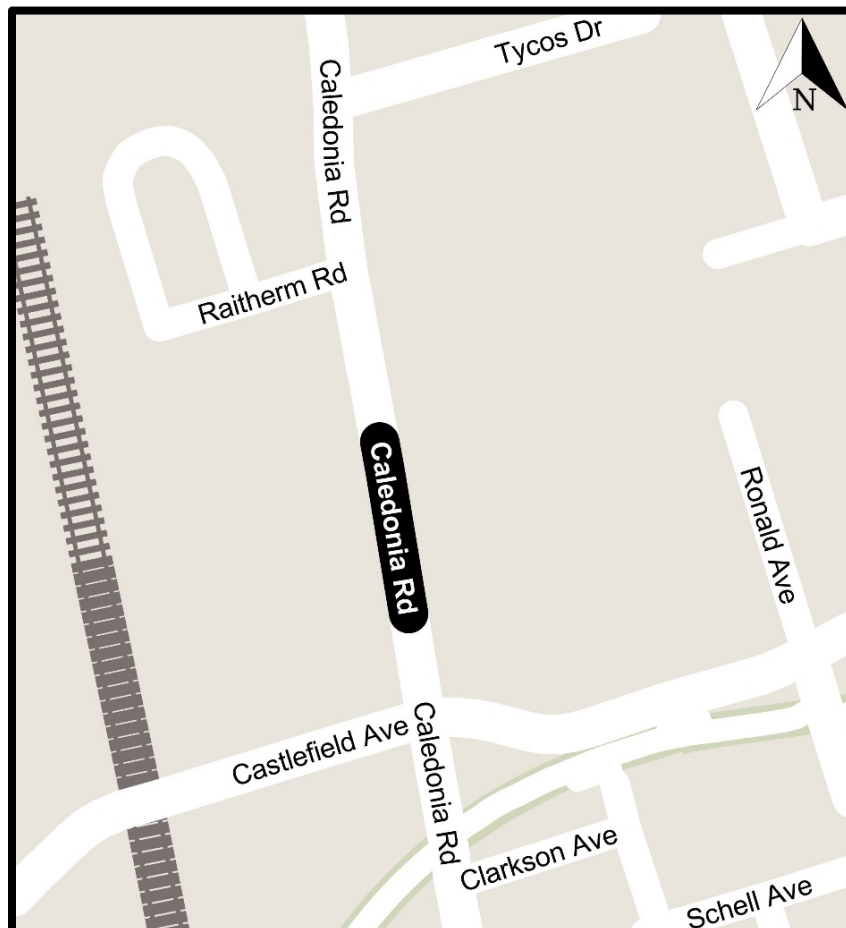 Tycos Dr
N
Caledonia Rd
Raitherm Rd
Caledonia Rd
Ronald Ave
Castlefield Ave
Caledonia Rd
Clarkson Ave
Schell Ave